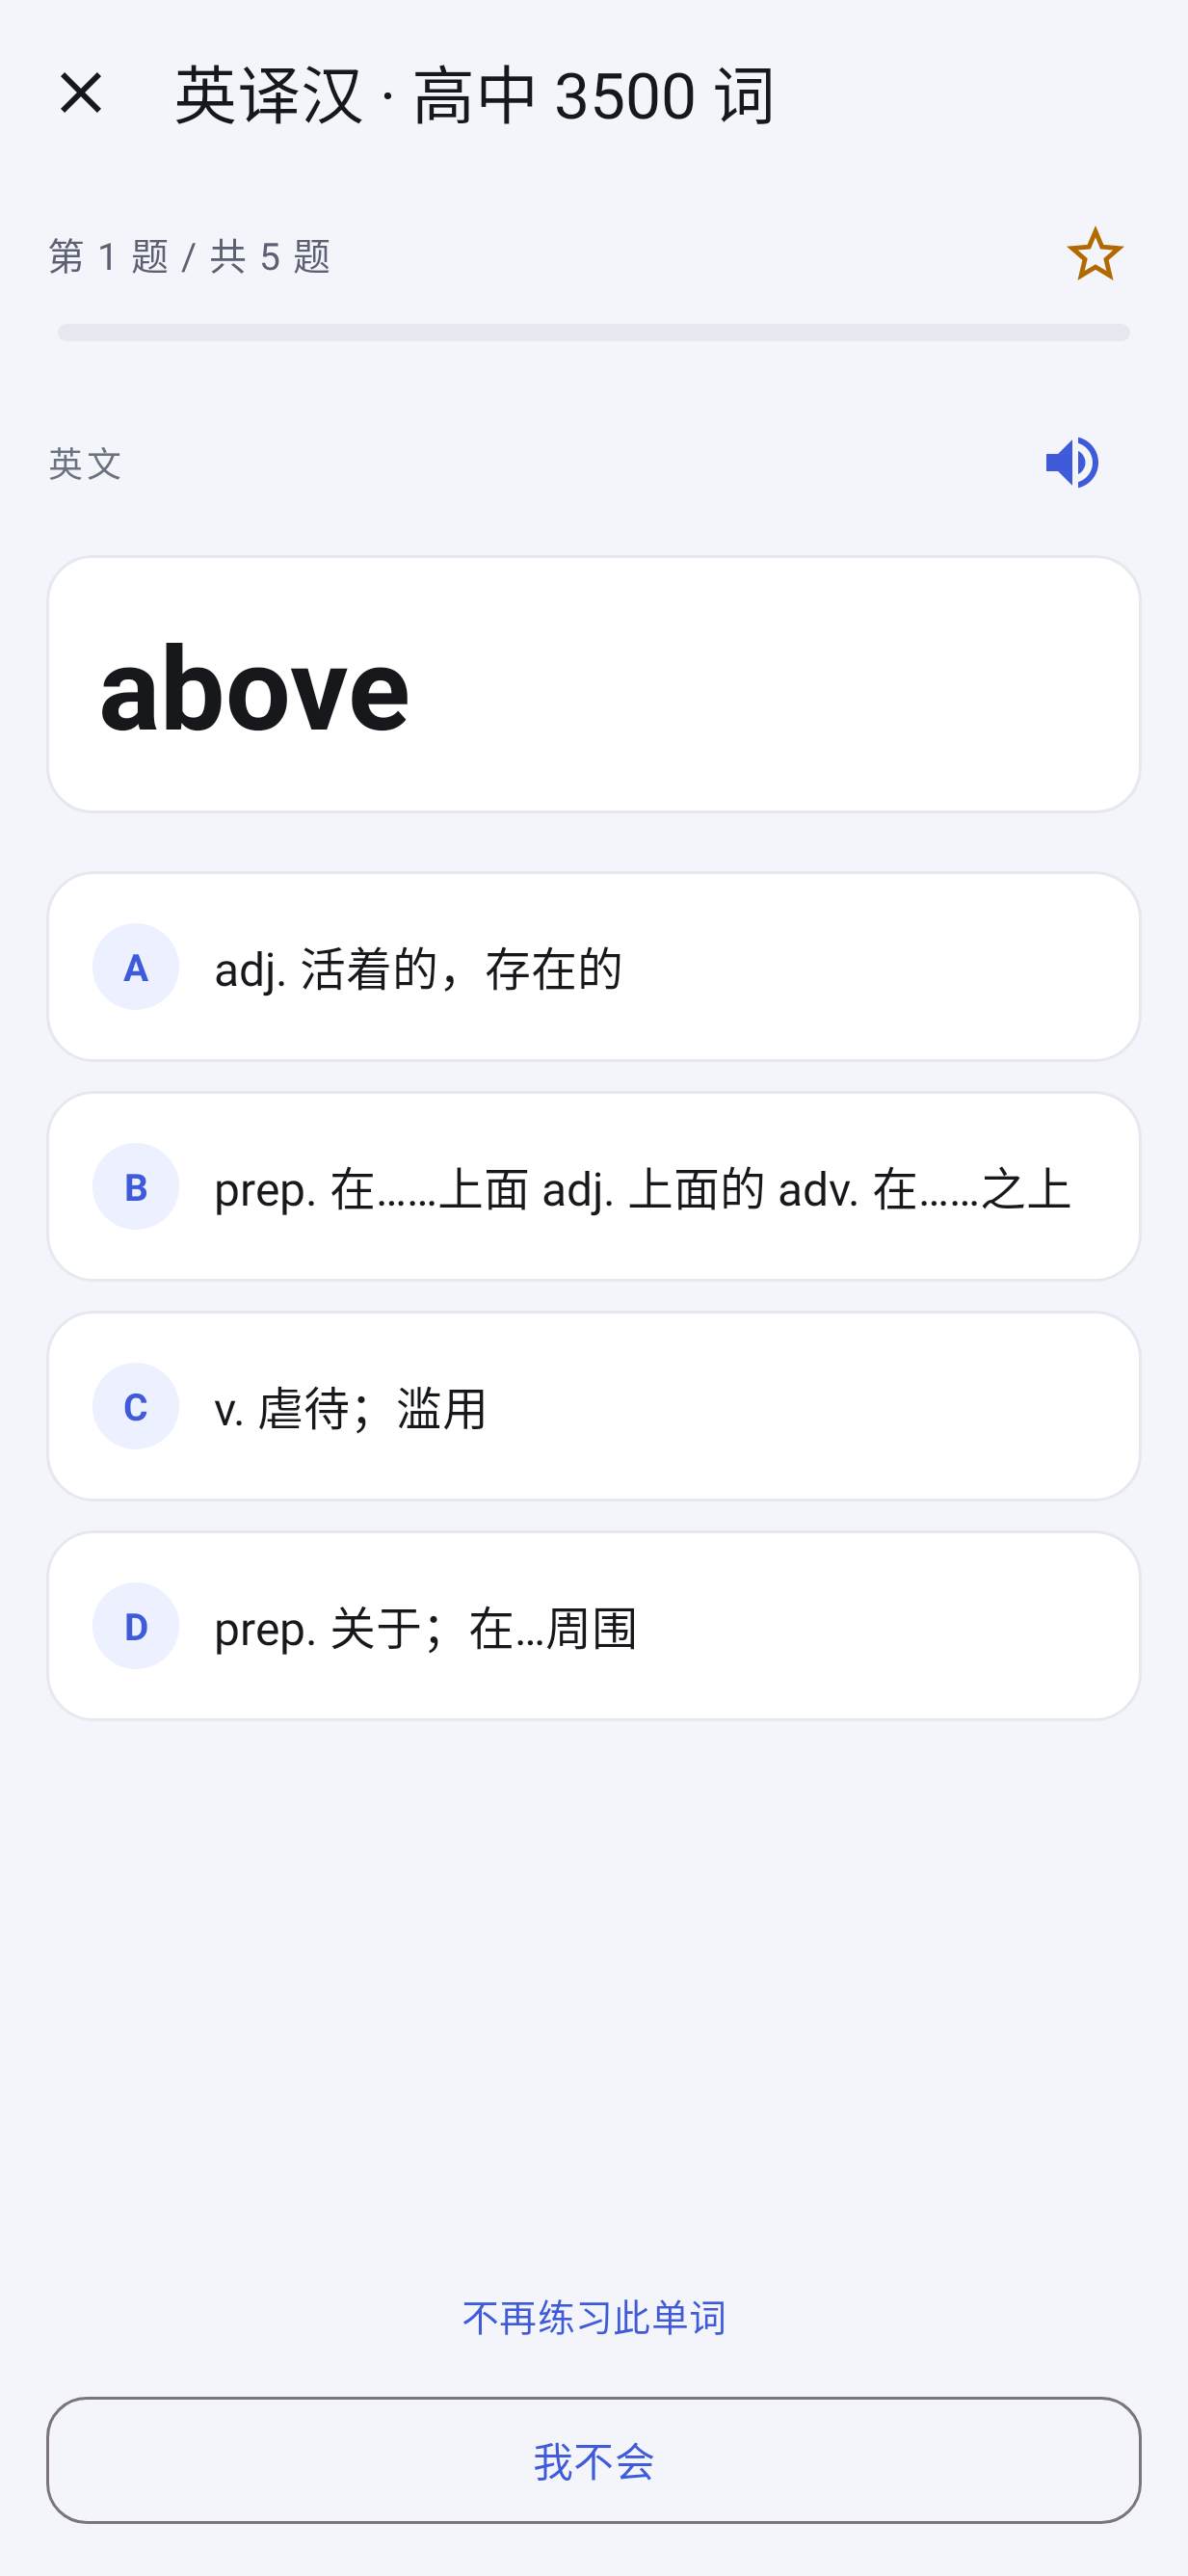 英译汉 · 高中 3500 词
第 1 题 / 共 5 题
英文
above
A adj. 活着的，存在的
B prep. 在……上面 adj. 上面的 adv. 在……之上
C v. 虐待；滥用
D prep. 关于；在…周围
不再练习此单词
我不会